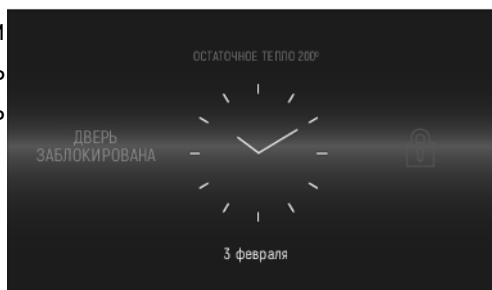 И
Ь
Ь
ОСТАТОЧНОЕ ТЕПЛО 200º
ДВЕРЬ
ЗАБЛОКИРОВАНА
3 февраля